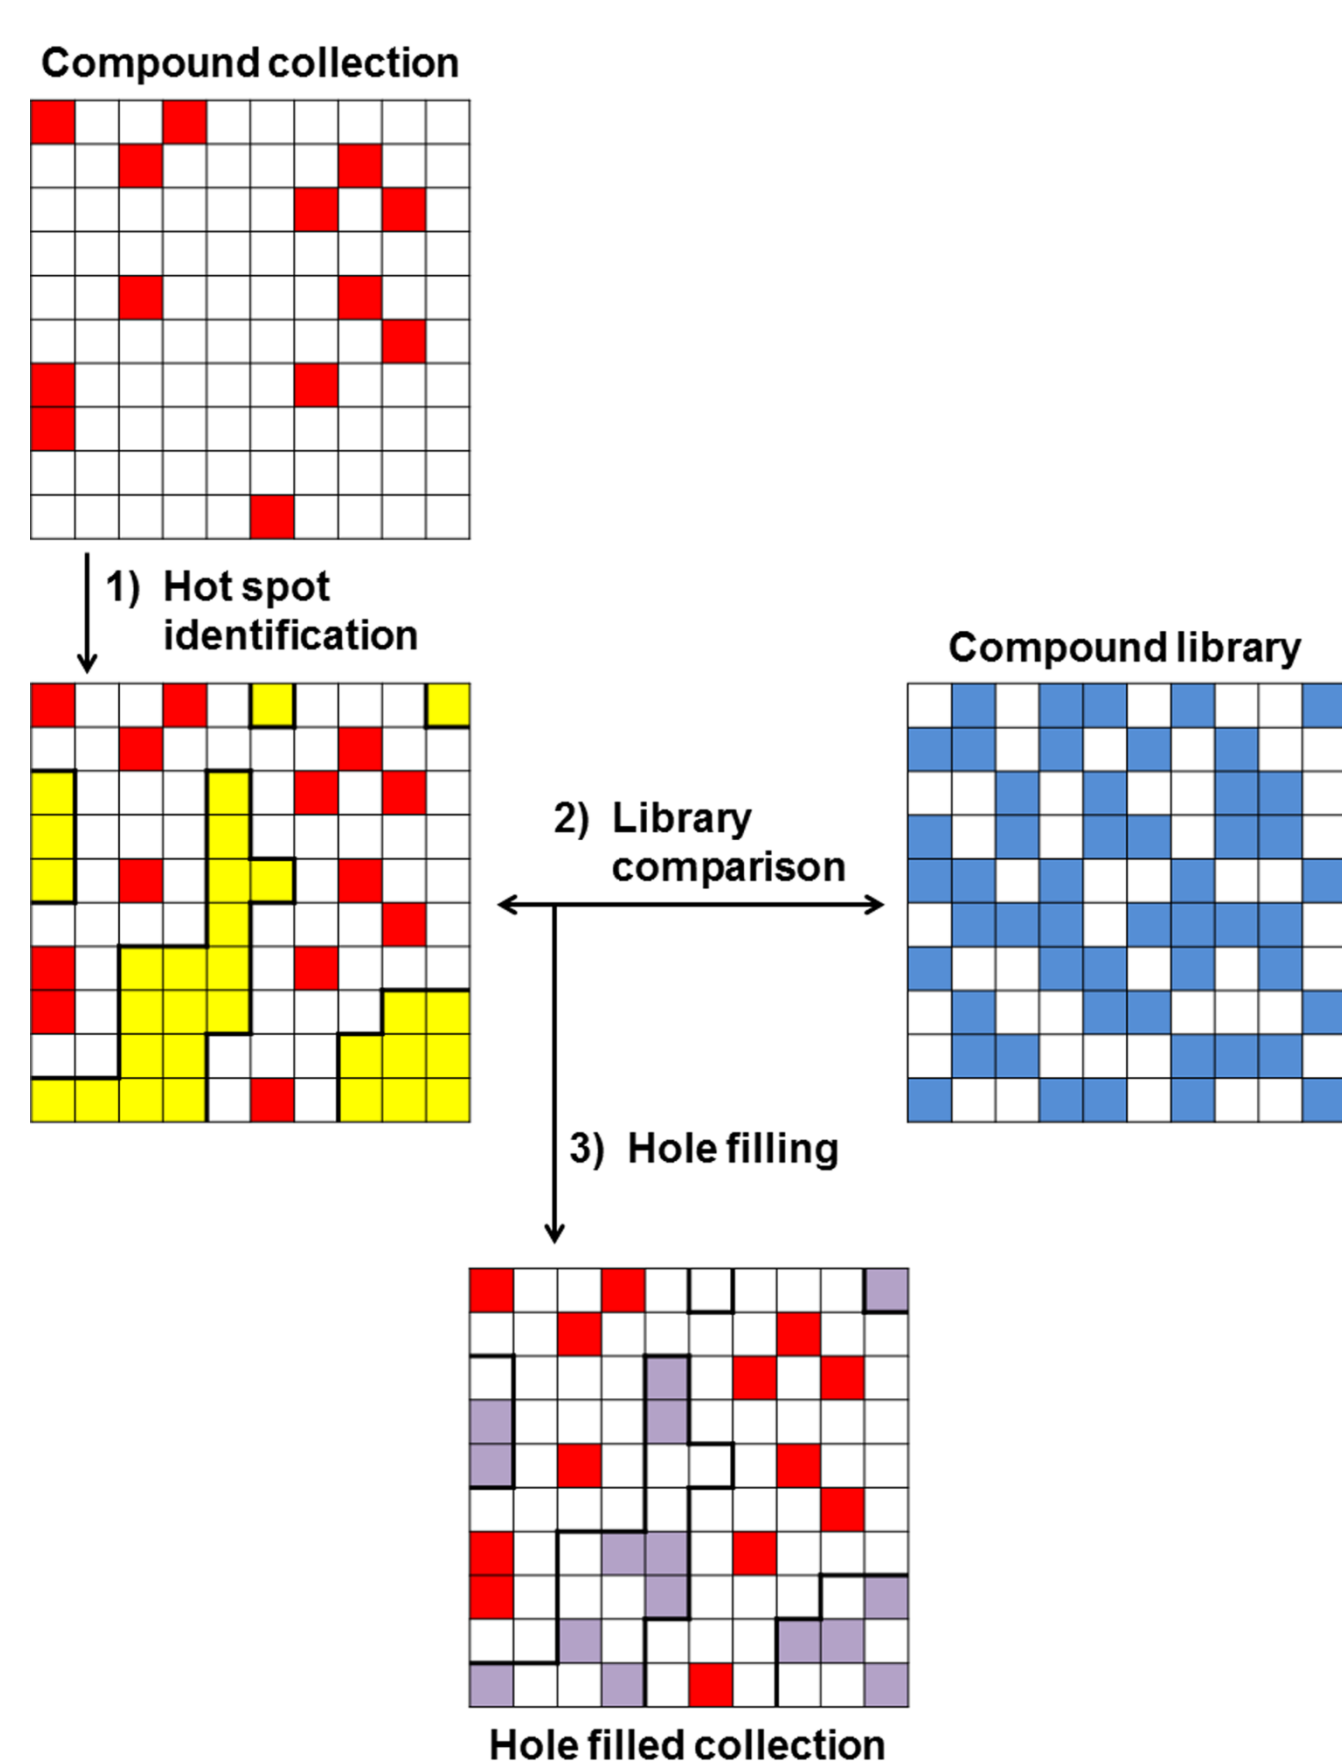 Compound collection
1) Hot spot
identification
Compound library
2) Library
comparison
3) Hole filling
Hole filled collection